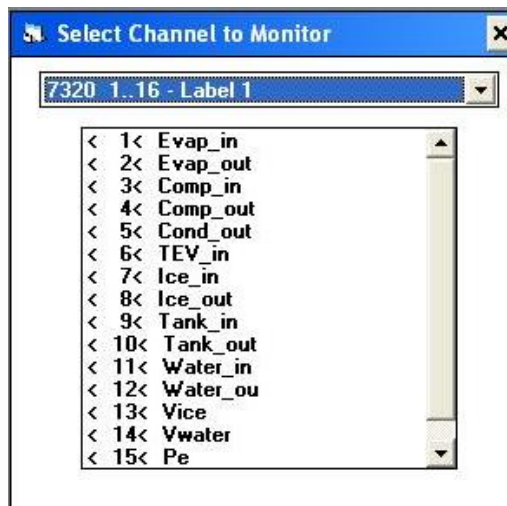 Select Channel to Monitor
7320 1..16 - Label 1
< 1< Evap_in
< 2< Evap_out
< 3< Comp_in
< 4< Comp_out
< 5< Cond_out
< 6< TEV_in
< 7< Ice_in
< 8< Ice_out
< 9< Tank_in
< 10< Tank_out
< 11< Water_in
< 12< Water_ou
< 13< Vice
< 14< Vwater
< 15< Pe